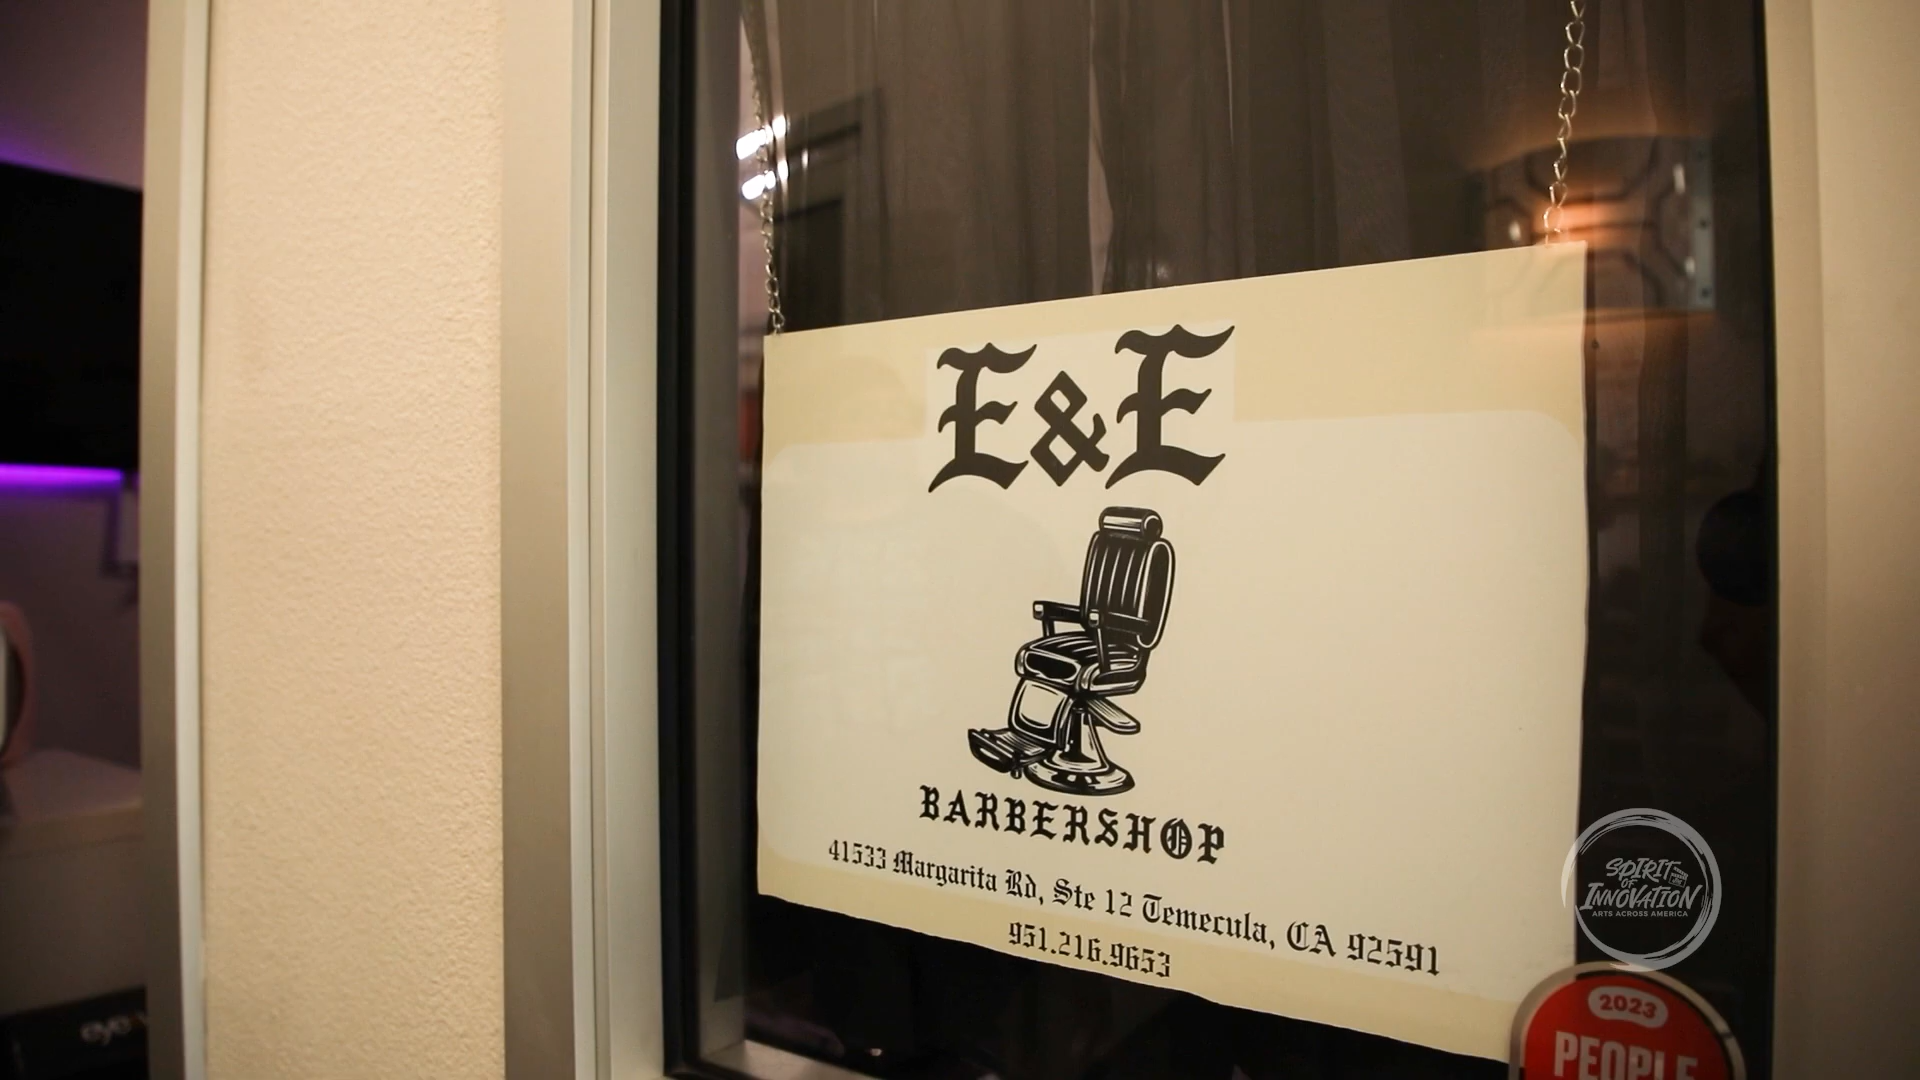 E&E
BARBERSHOP
41533 Margarita Rd, Ste 12 Temecula, CA 92591
951.216.9653
SPIRIT
OF
INNOVATION
ARTS ACROSS AMERICA
2023
PEOPLE
eye